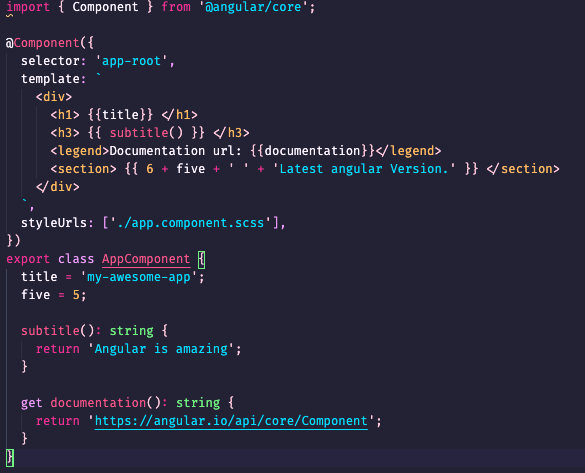 import { Component } from '@angular/core';
@Component({
selector: 'app-root',
template: `
<div>
<h1> {{title}} </h1>
<h3> {{ subtitle() }} </h3>
<legend>Documentation url: {{documentation}}</legend>
<section> {{ 6 + five + ' ' + 'Latest angular Version.' }} </section>
</div>
`,
styleUrls: ['./app.component.scss'],
})
export class AppComponent {
title = 'my-awesome-app';
five = 5;
subtitle(): string {
return 'Angular is amazing';
}
get documentation(): string {
return 'https://angular.io/api/core/Component';
}
}